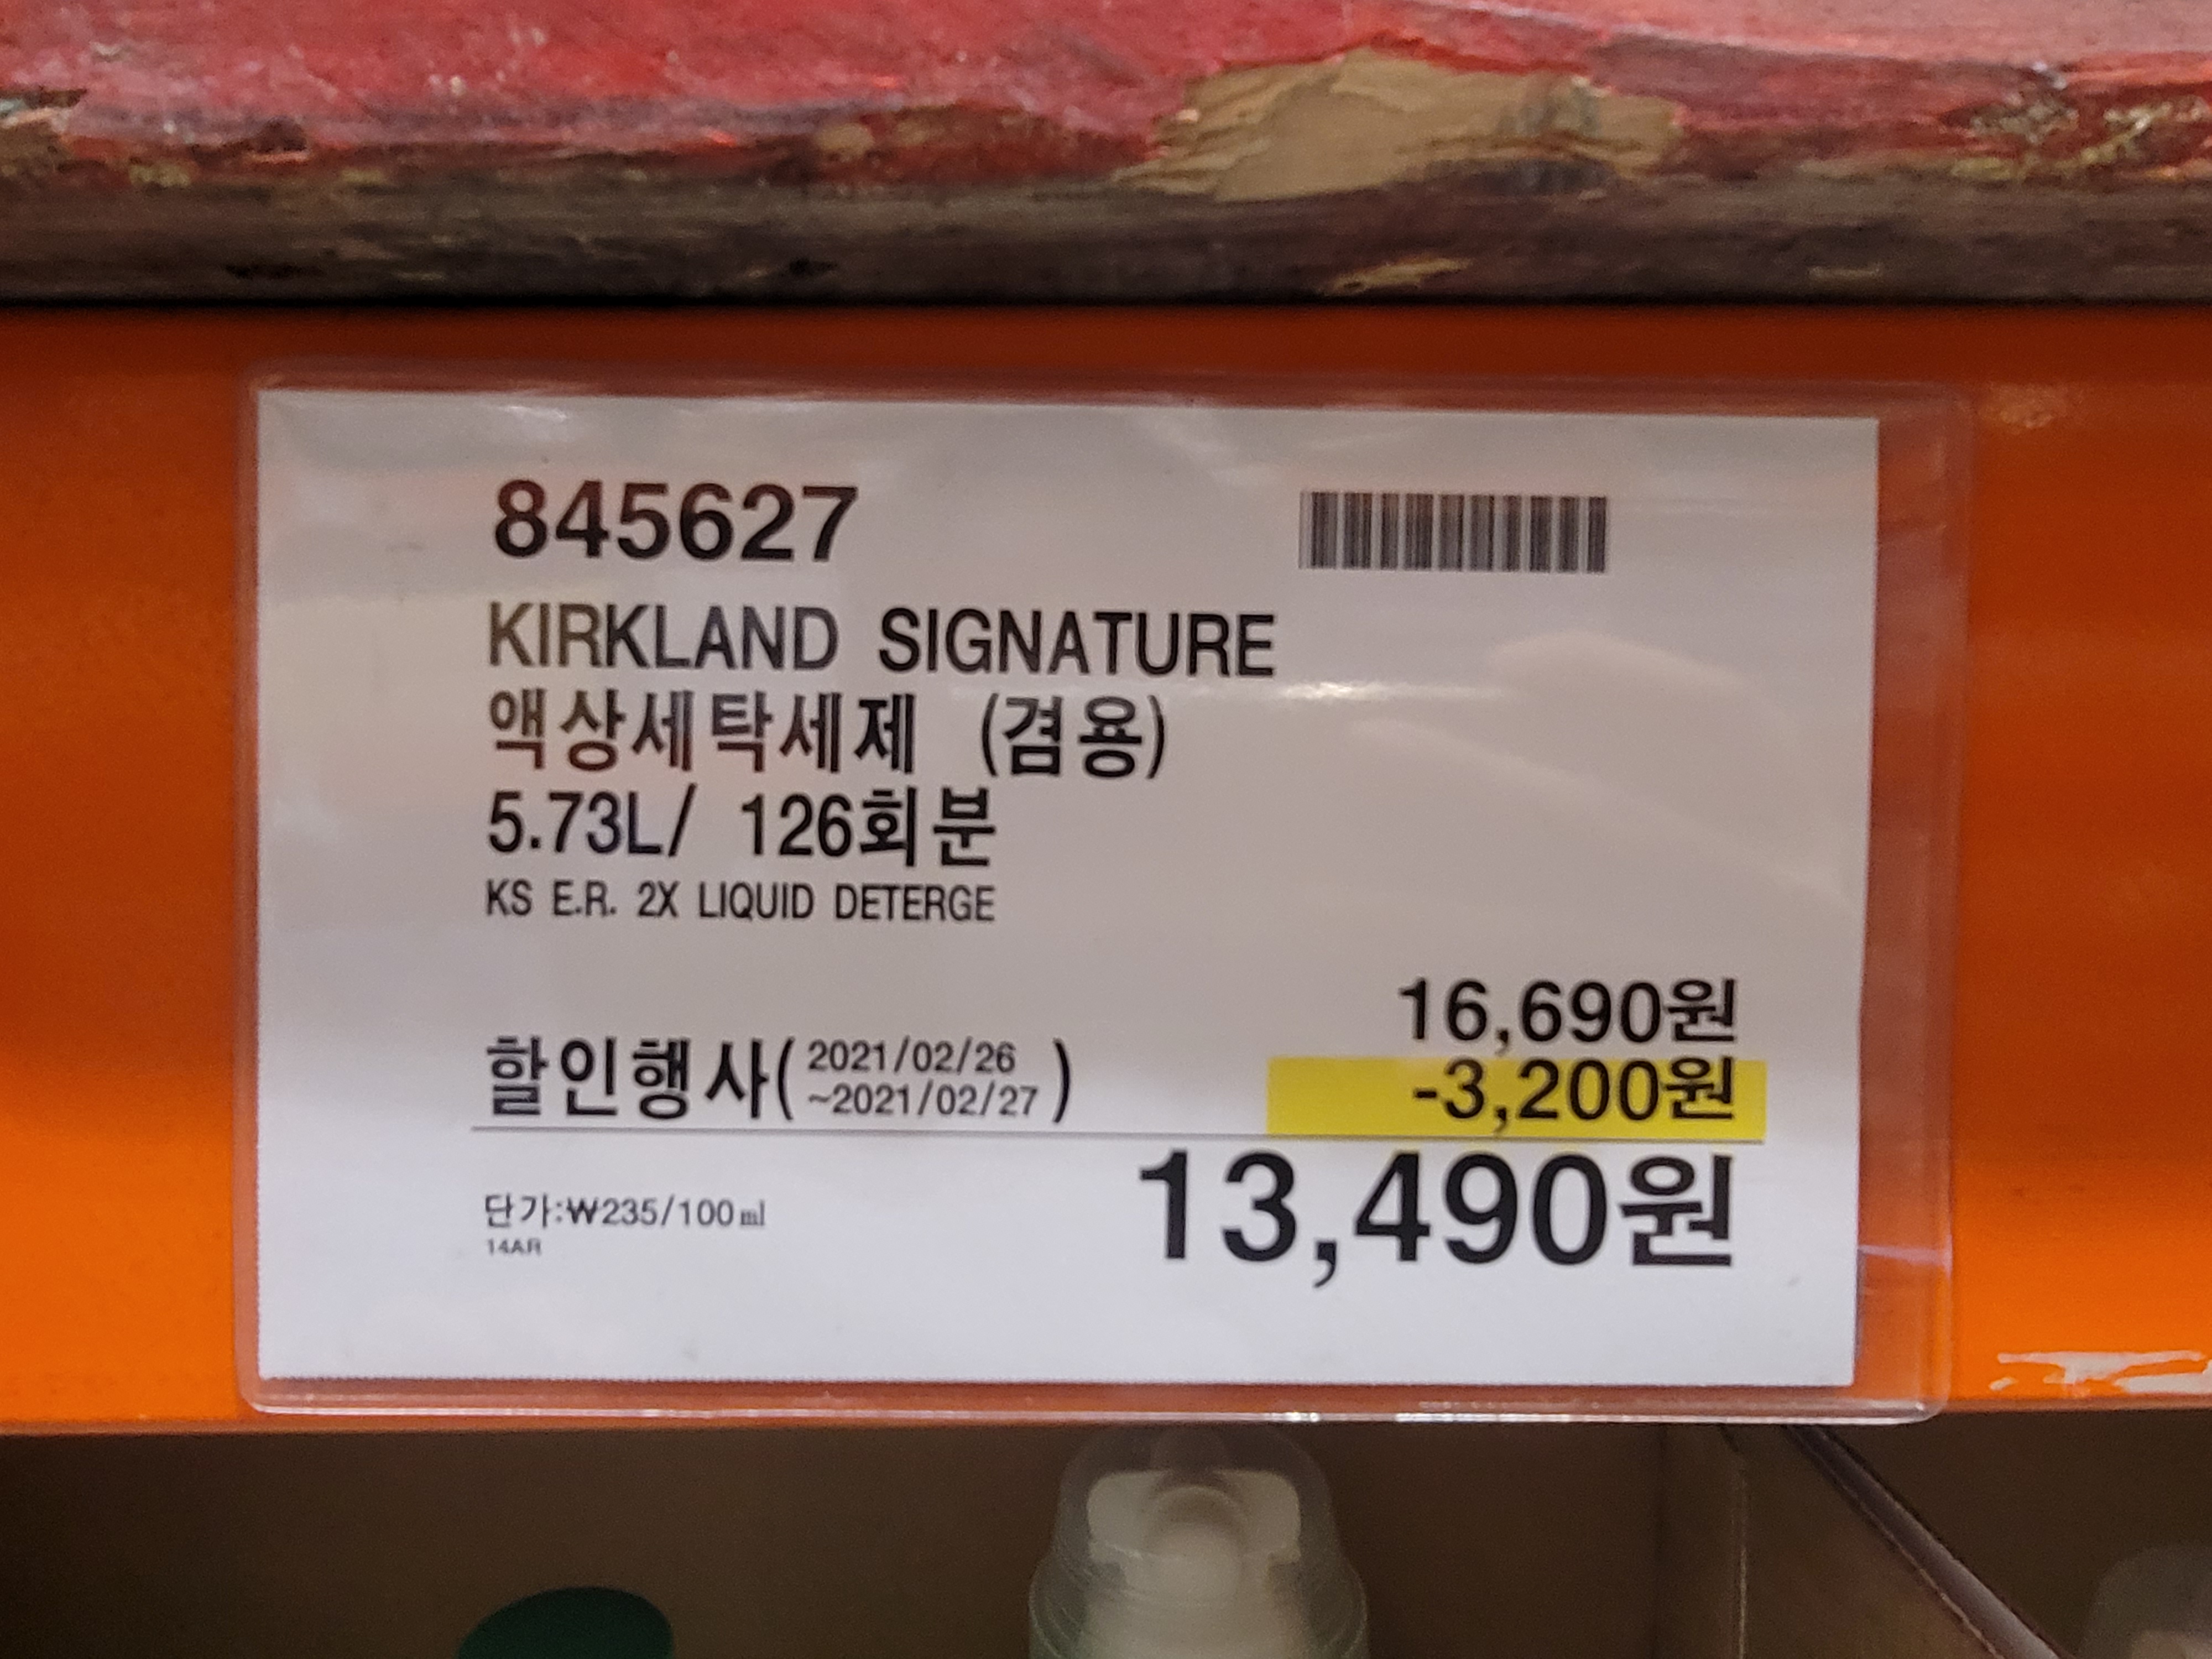 845627
KIRKLAND SIGNATURE
액상세탁세제 (겸용)
5.73L/ 126회분
KS E.R. 2X LIQUID DETERGE
16,690원
할인행사(2021/02/26
~2021/02/27)
-3,200원
13,490원
단가:₩235/100㎖
14AR